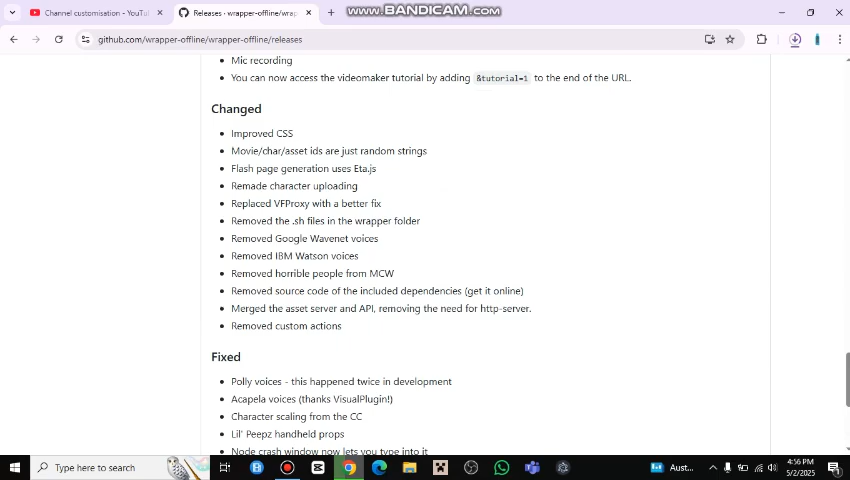 www.BANDICAM.com
Channel customisation - YouTu
Releases · wrapper-offline/wrap
github.com/wrapper-offline/wrapper-offline/releases
Mic recording
You can now access the videomaker tutorial by adding &tutorial=1 to the end of the URL.
Changed
Improved CSS
Movie/char/asset ids are just random strings
Flash page generation uses Eta.js
Remade character uploading
Replaced VFProxy with a better fix
Removed the .sh files in the wrapper folder
Removed Google Wavenet voices
Removed IBM Watson voices
Removed horrible people from MCW
Removed source code of the included dependencies (get it online)
Merged the asset server and API, removing the need for http-server.
Removed custom actions
Fixed
Polly voices - this happened twice in development
Acapela voices (thanks VisualPlugin!)
Character scaling from the CC
Lil' Peepz handheld props
Node crash window now lets you type into it
Type here to search
Aust...
4:56 PM
5/2/2025